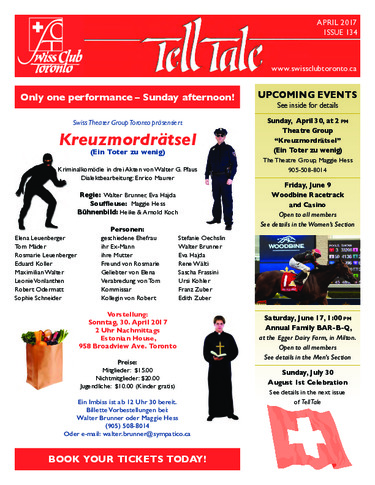 APRIL 2017
ISSUE 134
Swiss Club
Toronto
Tell Tale
www.swissclubtoronto.ca
Only one performance – Sunday afternoon!
Swiss Theater Group Toronto präsentiert
Kreuzmordrätsel
(Ein Toter zu wenig)
Kriminalkomödie in drei Akten von Walter G. Pfaus
Dialektbearbeitung: Enrico Maurer
Regie: Walter Brunner, Eva Hajda
Souffleuse: Maggie Hess
Bühnenbild: Heike & Arnold Koch
Personen:
Elena Leuenberger geschiedene Ehefrau Stefanie Oechslin
Tom Mäder ihr Ex-Mann Walter Brunner
Rosmarie Leuenberger ihre Mutter Eva Hajda
Eduard Koller Freund von Rosmarie Rene Wälti
Maximilian Walter Geliebter von Elena Sascha Frassini
Leonie Vonlanthen Verabredung von Tom Ursi Kohler
Robert Odermatt Kommissar Franz Zuber
Sophie Schneider Kollegin von Robert Edith Zuber
Vorstellung:
Sonntag, 30. April 2017
2 Uhr Nachmittags
Estonian House,
958 Broadview Ave. Toronto
Preise:
Mitglieder: $15.00
Nichtmitglieder: $20.00
Jugendliche: $10.00 (Kinder gratis)
Ein Imbiss ist ab 12 Uhr 30 bereit.
Billette Vorbestellungen bei
Walter Brunner oder Maggie Hess
(905) 508-8014
Oder e-mail: walter.brunner@sympatico.ca
BOOK YOUR TICKETS TODAY!
UPCOMING EVENTS
See inside for details
Sunday, April 30, at 2 PM
Theatre Group
“Kreuzmordrätsel”
(Ein Toter zu wenig)
The Theatre Group, Maggie Hess
905-508-8014
Friday, June 9
Woodbine Racetrack
and Casino
Open to all members
See details in the Women's Section
WOODBINE
Saturday, June 17, 1:00 PM
Annual Family BAR-B-Q,
at the Egger Dairy Farm, in Milton.
Open to all members
See details in the Men's Section
Sunday, July 30
August 1st Celebration
See details in the next issue
of Tell Tale